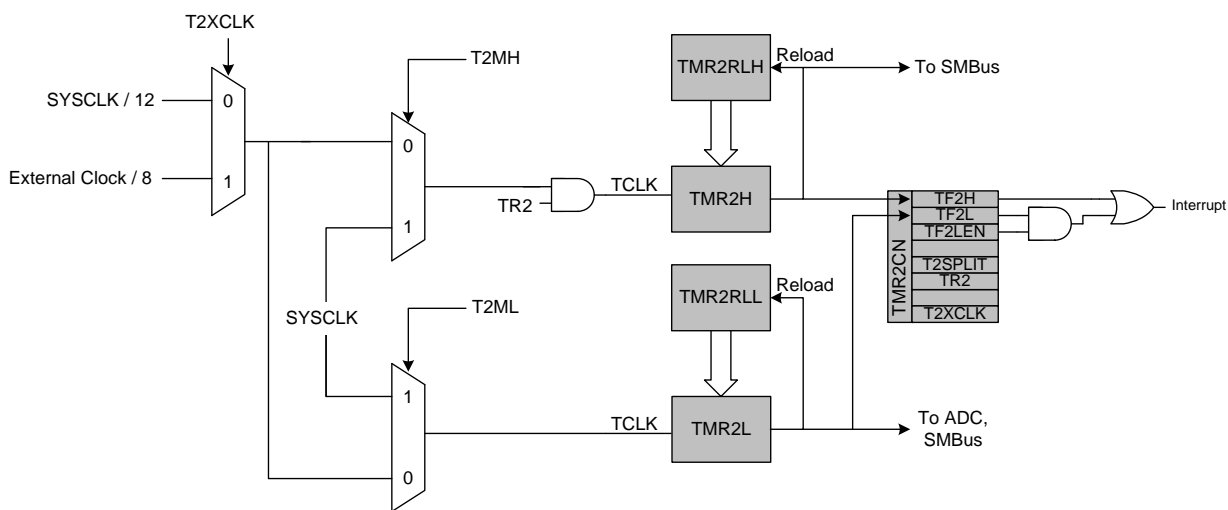 T2XCLK
SYSCLK / 12
0
External Clock / 8
1
T2MH
0
1
TR2
TCLK
SYSCLK
T2ML
1
0
TCLK
TMR2RLH
Reload
To SMBus
TMR2H
TMR2RLL
Reload
TMR2L
To ADC,
SMBus
TMR2CN
TF2H
TF2L
TF2LEN
T2SPLIT
TR2
T2XCLK
Interrupt